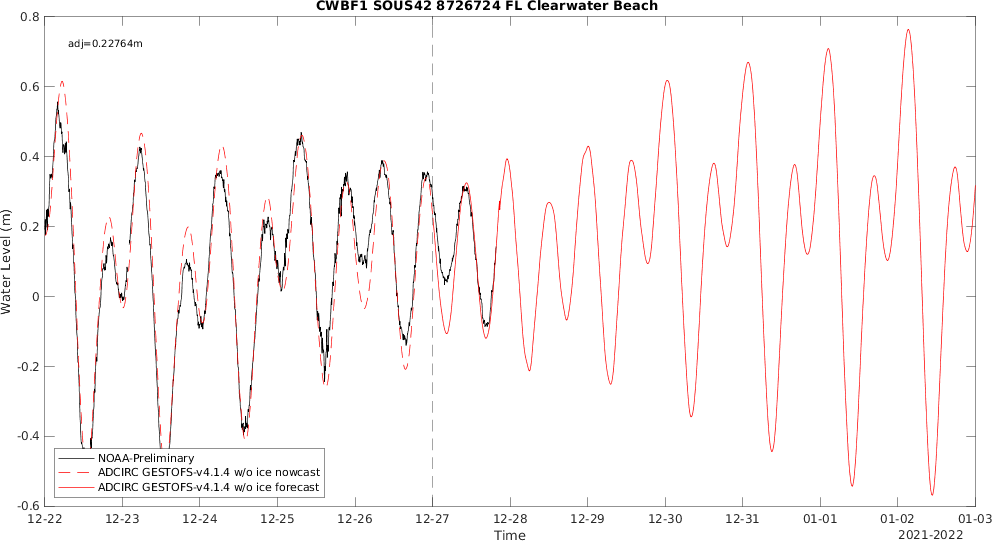 CWBF1 SOUS42 8726724 FL Clearwater Beach
adj=0.22764m
0.8
0.6
0.4
0.2
0
-0.2
-0.4
-0.6
Water Level (m)
NOAA-Preliminary
ADCIRC GESTOFS-v4.1.4 w/o ice nowcast
ADCIRC GESTOFS-v4.1.4 w/o ice forecast
12-22 12-23 12-24 12-25 12-26 12-27 12-28 12-29 12-30 12-31 01-01 01-02 01-03
Time
2021-2022